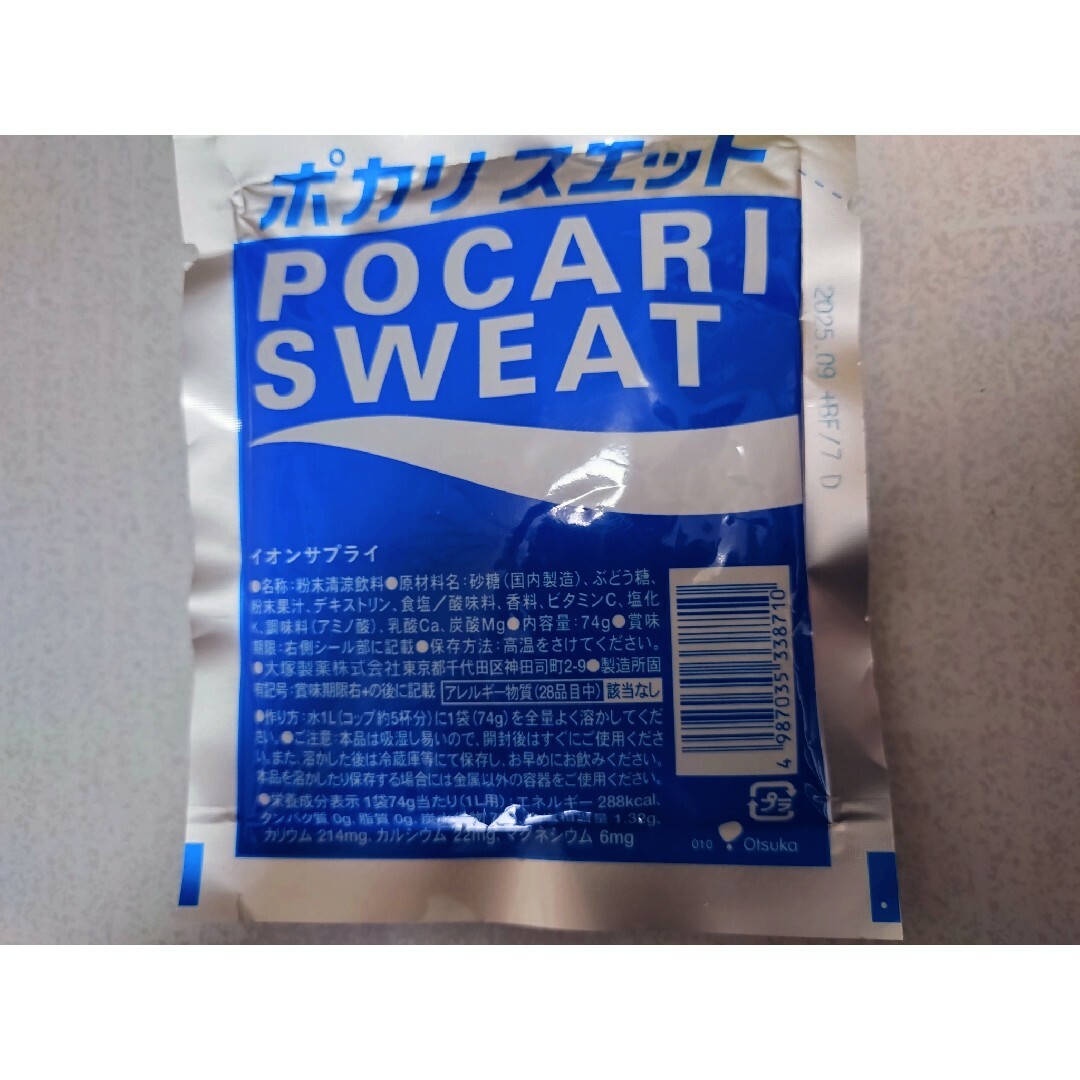 ポカリスエット
POCARI
SWEAT
2025.09 +BF/7 D
イオンサプライ
●名称:粉末清涼飲料●原材料名:砂糖(国内製造)、ぶどう糖、
粉末果汁、デキストリン、食塩/酸味料、香料、ビタミンC、塩化
K、調味料(アミノ酸)、乳酸Ca、炭酸Mg●内容量:74g●賞味
期限:右側シール部に記載●保存方法:高温をさけてください。
●大塚製薬株式会社東京都千代田区神田司町2-9●製造所固
有記号:賞味期限右+の後に記載 アレルギー物質(28品目中) 該当なし
●作り方:水1L(コップ約5杯分)に1袋(74g)を全量よく溶かしてくだ
さい。●ご注意:本品は吸湿し易いので、開封後はすぐにご使用くださ
い。また、溶かした後は冷蔵庫等にて保存し、お早めにお飲みください。
本品を溶かしたり保存する場合には金属以外の容器をご使用ください。
●栄養成分表示 1袋74g当たり(1L用) エネルギー 288kcal、
タンパク質 0g、脂質 0g、 1.32g、
カリウム 214mg、カルシウム 22mg、マグネシウム 6mg
4 987035 338710
プラ
010 Otsuka